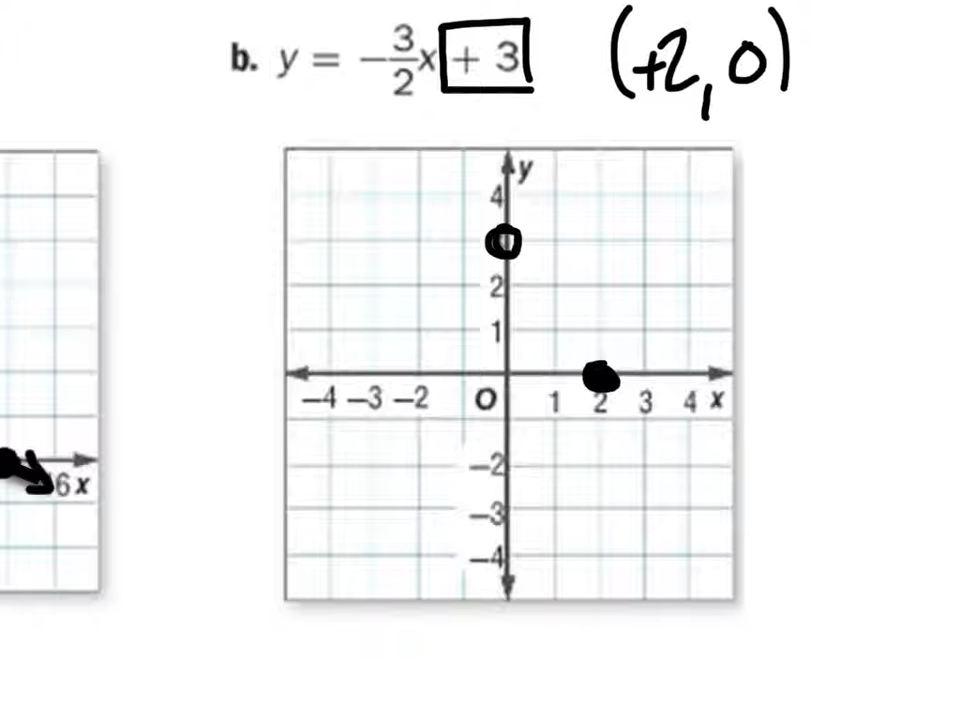 b. y = -3/2x + 3 (+2, 0)
y
4
2
1
-4 -3 -2 O 1 2 3 4 x
-2
6 x
-3
-4